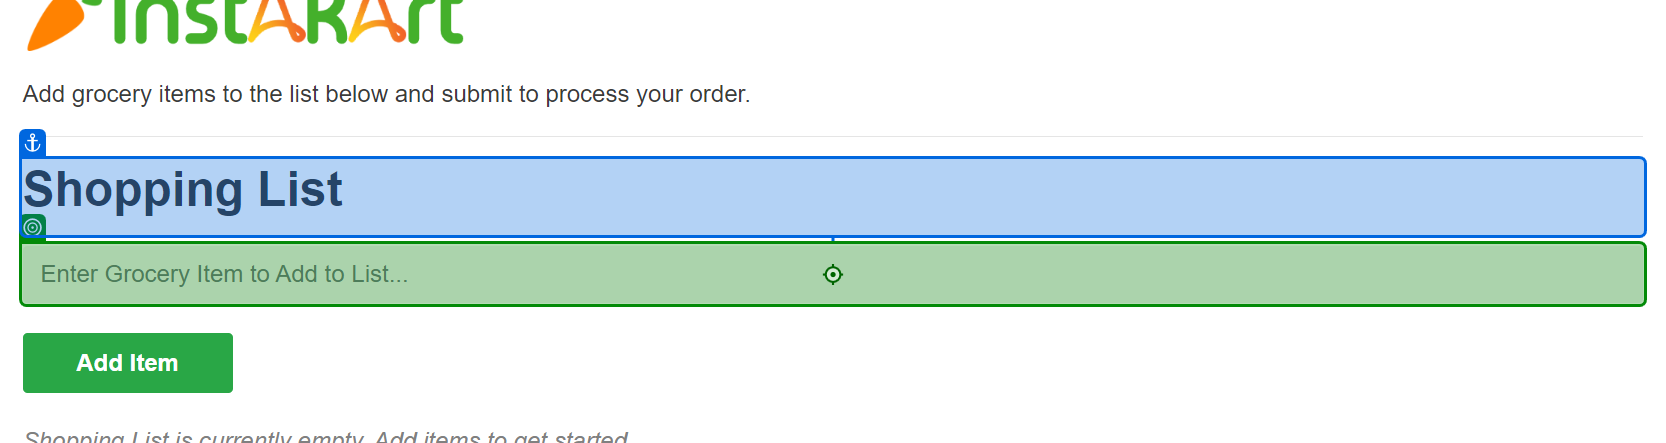 InstAkArt
Add grocery items to the list below and submit to process your order.
Shopping List
Enter Grocery Item to Add to List...
Add Item
Shopping List is currently empty. Add items to get started.